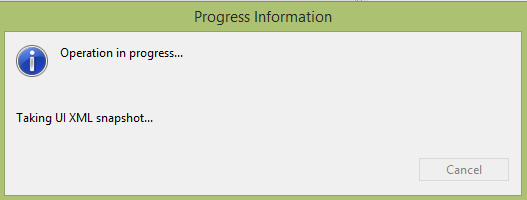 Progress Information
Operation in progress...
Taking UI XML snapshot...
Cancel